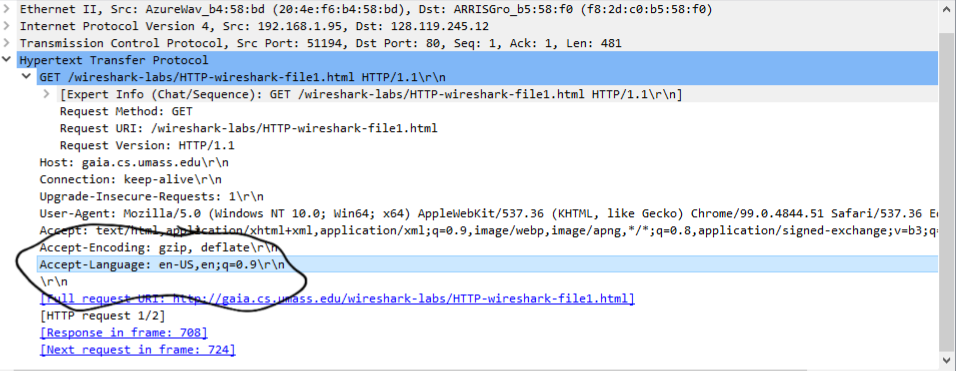 Ethernet II, Src: AzureWav_b4:58:bd (20:4e:f6:b4:58:bd), Dst: ARRISGro_b5:58:f0 (f8:2d:c0:b5:58:f0)
Internet Protocol Version 4, Src: 192.168.1.95, Dst: 128.119.245.12
Transmission Control Protocol, Src Port: 51194, Dst Port: 80, Seq: 1, Ack: 1, Len: 481
Hypertext Transfer Protocol
GET /wireshark-labs/HTTP-wireshark-file1.html HTTP/1.1\r\n
[Expert Info (Chat/Sequence): GET /wireshark-labs/HTTP-wireshark-file1.html HTTP/1.1\r\n]
Request Method: GET
Request URI: /wireshark-labs/HTTP-wireshark-file1.html
Request Version: HTTP/1.1
Host: gaia.cs.umass.edu\r\n
Connection: keep-alive\r\n
Upgrade-Insecure-Requests: 1\r\n
User-Agent: Mozilla/5.0 (Windows NT 10.0; Win64; x64) AppleWebKit/537.36 (KHTML, like Gecko) Chrome/99.0.4844.51 Safari/537.36
Accept: text/html,application/xhtml+xml,application/xml;q=0.9,image/webp,image/apng,*/*;q=0.8,application/signed-exchange;v=b3;q
Accept-Encoding: gzip, deflate\r\n
Accept-Language: en-US,en;q=0.9\r\n
\r\n
[Full request URI: http://gaia.cs.umass.edu/wireshark-labs/HTTP-wireshark-file1.html]
[HTTP request 1/2]
[Response in frame: 708]
[Next request in frame: 724]